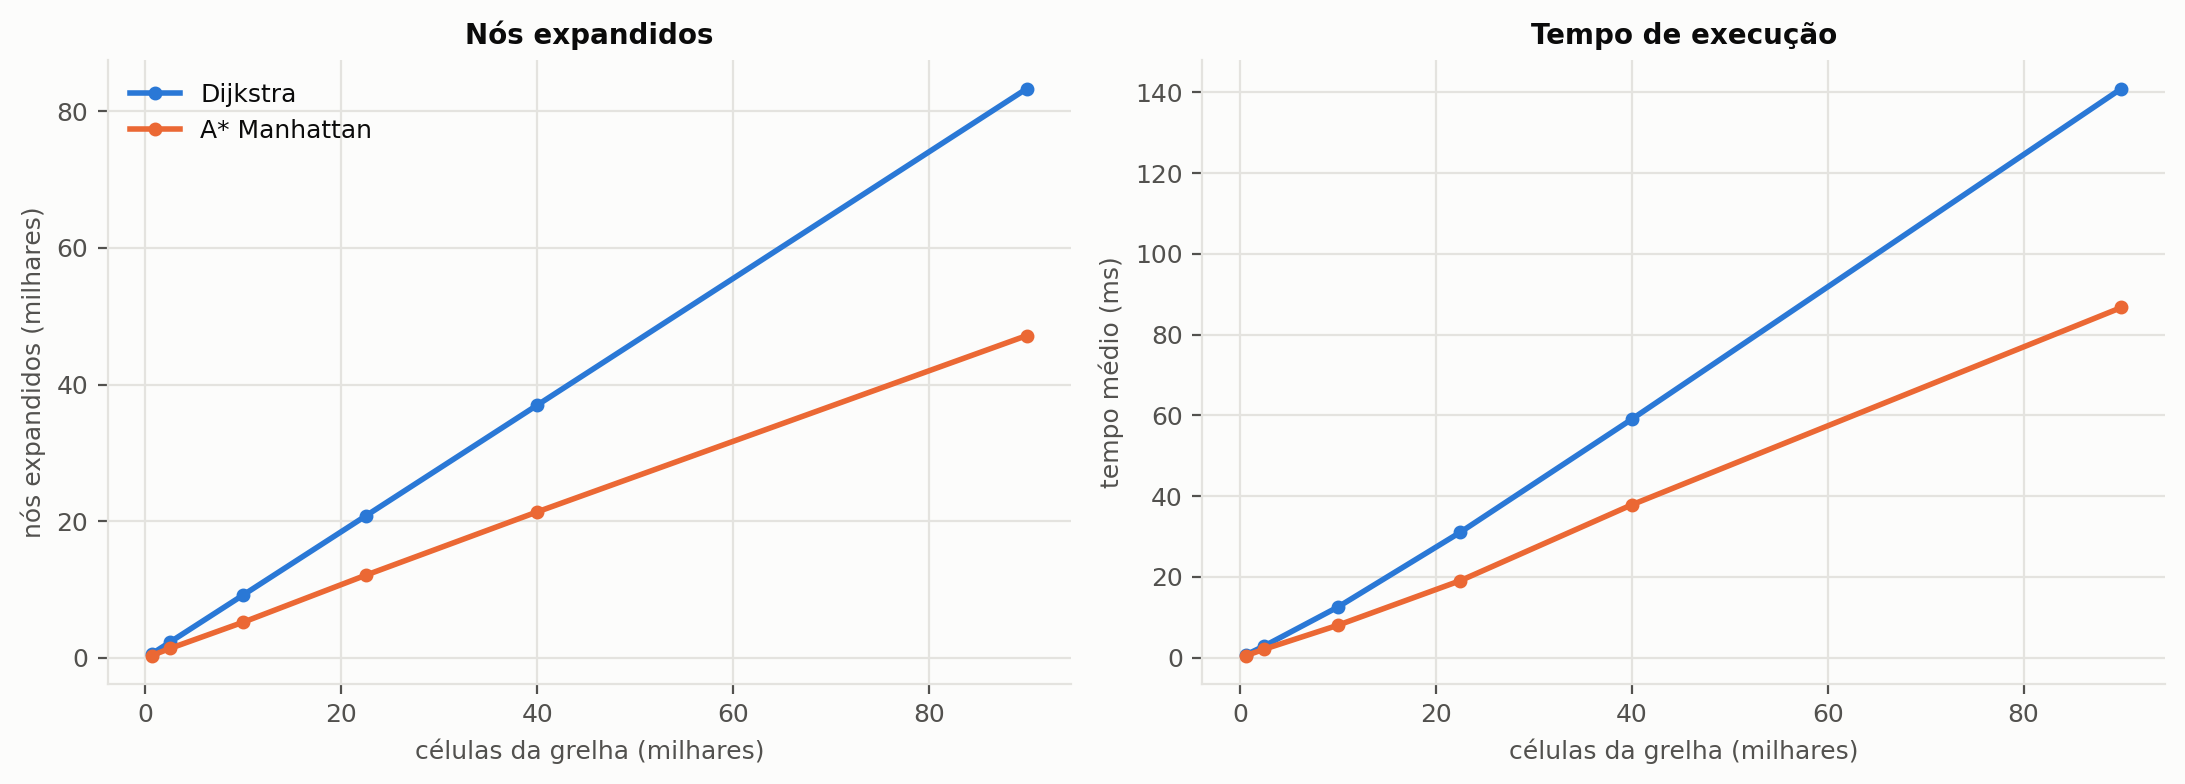 Nós expandidos
Dijkstra
A* Manhattan
nós expandidos (milhares)
80
60
40
20
0
0 20 40 60 80
células da grelha (milhares)
Tempo de execução
tempo médio (ms)
140
120
100
80
60
40
20
0
0 20 40 60 80
células da grelha (milhares)